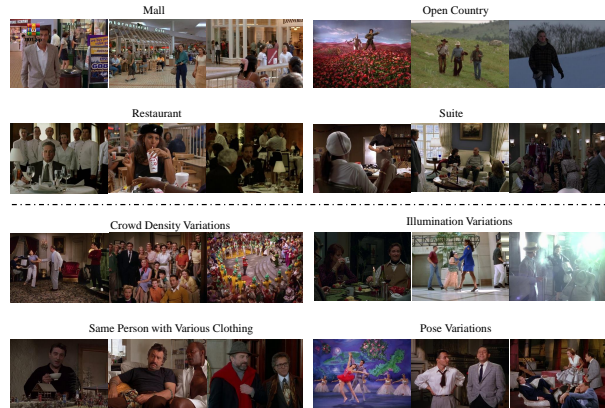 Mall
Open Country
Restaurant
Suite
Crowd Density Variations
Illumination Variations
Same Person with Various Clothing
Pose Variations